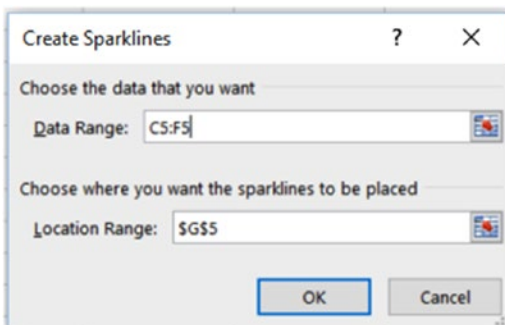 Create Sparklines ? X
Choose the data that you want
Data Range: C5:F5
Choose where you want the sparklines to be placed
Location Range: $G$5
OK Cancel